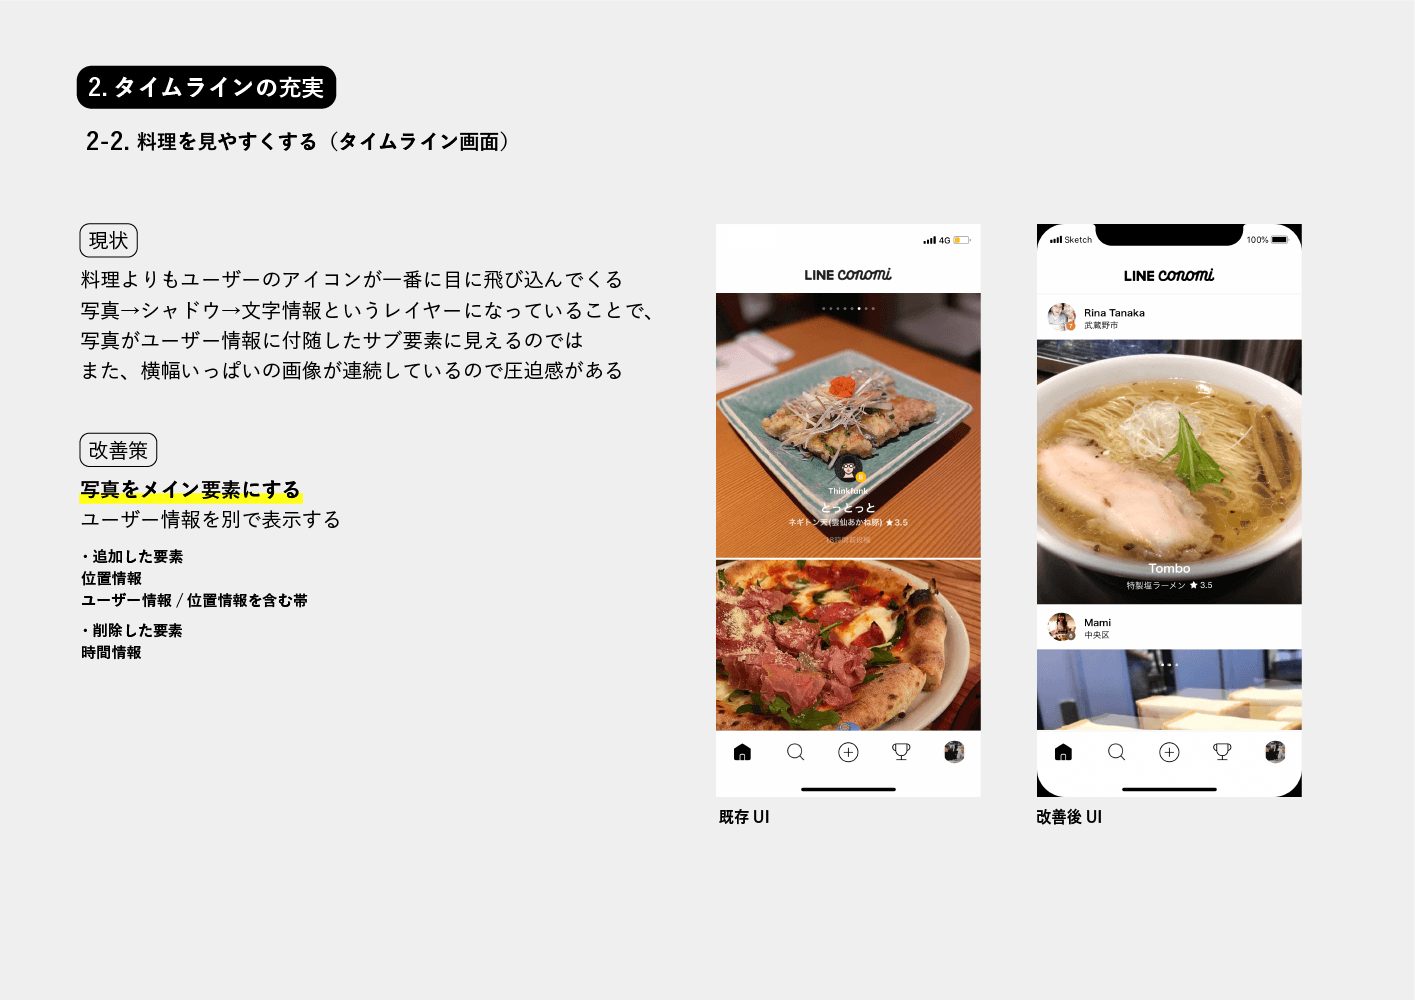 2. タイムラインの充実
2-2. 料理を見やすくする（タイムライン画面）
現状
料理よりもユーザーのアイコンが一番に目に飛び込んでくる
写真→シャドウ→文字情報というレイヤーになっていることで、
写真がユーザー情報に付随したサブ要素に見えるのでは
また、横幅いっぱいの画像が連続しているので圧迫感がある
改善策
写真をメイン要素にする
ユーザー情報を別で表示する
・追加した要素
位置情報
ユーザー情報 / 位置情報を含む帯
・削除した要素
時間情報
4G
LINE conomi
Thinkfunk
とっとっと
ネギトン天(雲仙あかね豚) ★3.5
既存 UI
Sketch 100%
LINE conomi
Rina Tanaka
武蔵野市
Tombo
特製塩ラーメン ★ 3.5
Mami
中央区
改善後 UI